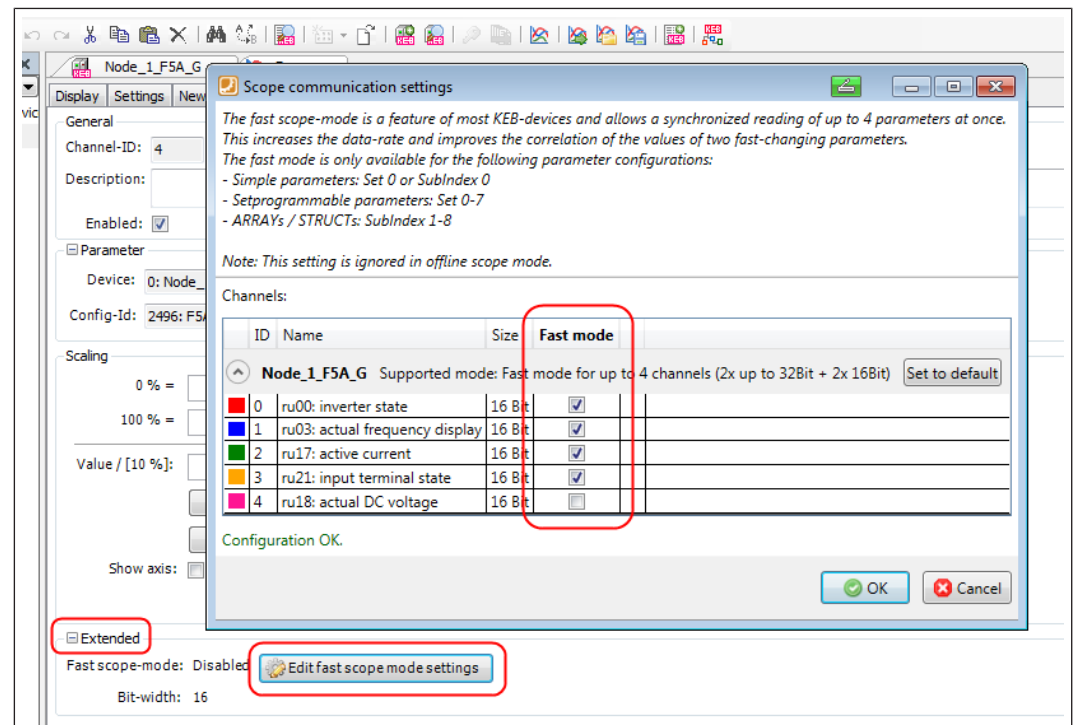 Node_1_F5A_G
Display Settings New
vic
General
Channel-ID: 4
Description:
Enabled:
Parameter
Device: 0: Node_
Config-Id: 2496: F5A
Scaling
0 % =
100 % =
Value / [10 %]:
Show axis:
Extended
Fast scope-mode: Disabled
Edit fast scope mode settings
Bit-width: 16
Scope communication settings
The fast scope-mode is a feature of most KEB-devices and allows a synchronized reading of up to 4 parameters at once.
This increases the data-rate and improves the correlation of the values of two fast-changing parameters.
The fast mode is only available for the following parameter configurations:
- Simple parameters: Set 0 or SubIndex 0
- Setprogrammable parameters: Set 0-7
- ARRAYs / STRUCTs: SubIndex 1-8
Note: This setting is ignored in offline scope mode.
Channels:
ID Name Size Fast mode
Node_1_F5A_G Supported mode: Fast mode for up to 4 channels (2x up to 32Bit + 2x 16Bit) Set to default
0 ru00: inverter state 16 Bit
1 ru03: actual frequency display 16 Bit
2 ru17: active current 16 Bit
3 ru21: input terminal state 16 Bit
4 ru18: actual DC voltage 16 Bit
Configuration OK.
OK Cancel